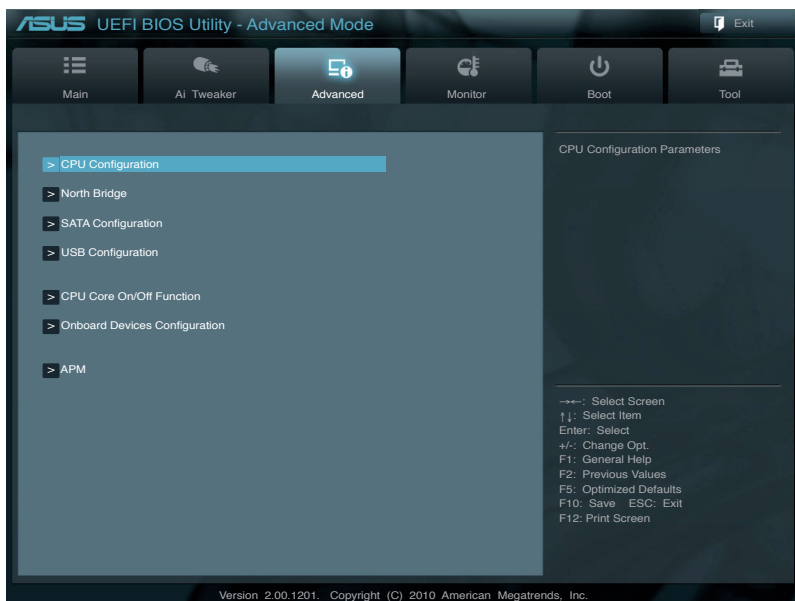 ASUS UEFI BIOS Utility - Advanced Mode
Exit
Main
Ai Tweaker
Advanced
Monitor
Boot
Tool
> CPU Configuration
> North Bridge
> SATA Configuration
> USB Configuration
> CPU Core On/Off Function
> Onboard Devices Configuration
> APM
CPU Configuration Parameters
→←: Select Screen
↑↓: Select Item
Enter: Select
+/-: Change Opt.
F1: General Help
F2: Previous Values
F5: Optimized Defaults
F10: Save ESC: Exit
F12: Print Screen
Version 2.00.1201. Copyright (C) 2010 American Megatrends, Inc.